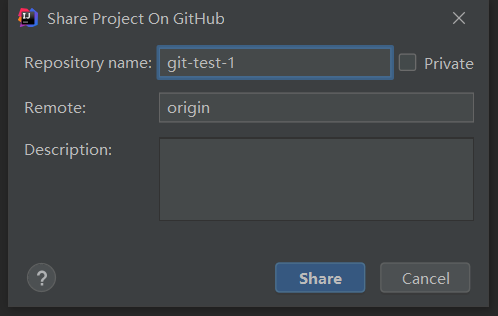 Share Project On GitHub
Repository name: git-test-1 Private
Remote: origin
Description:
? Share Cancel